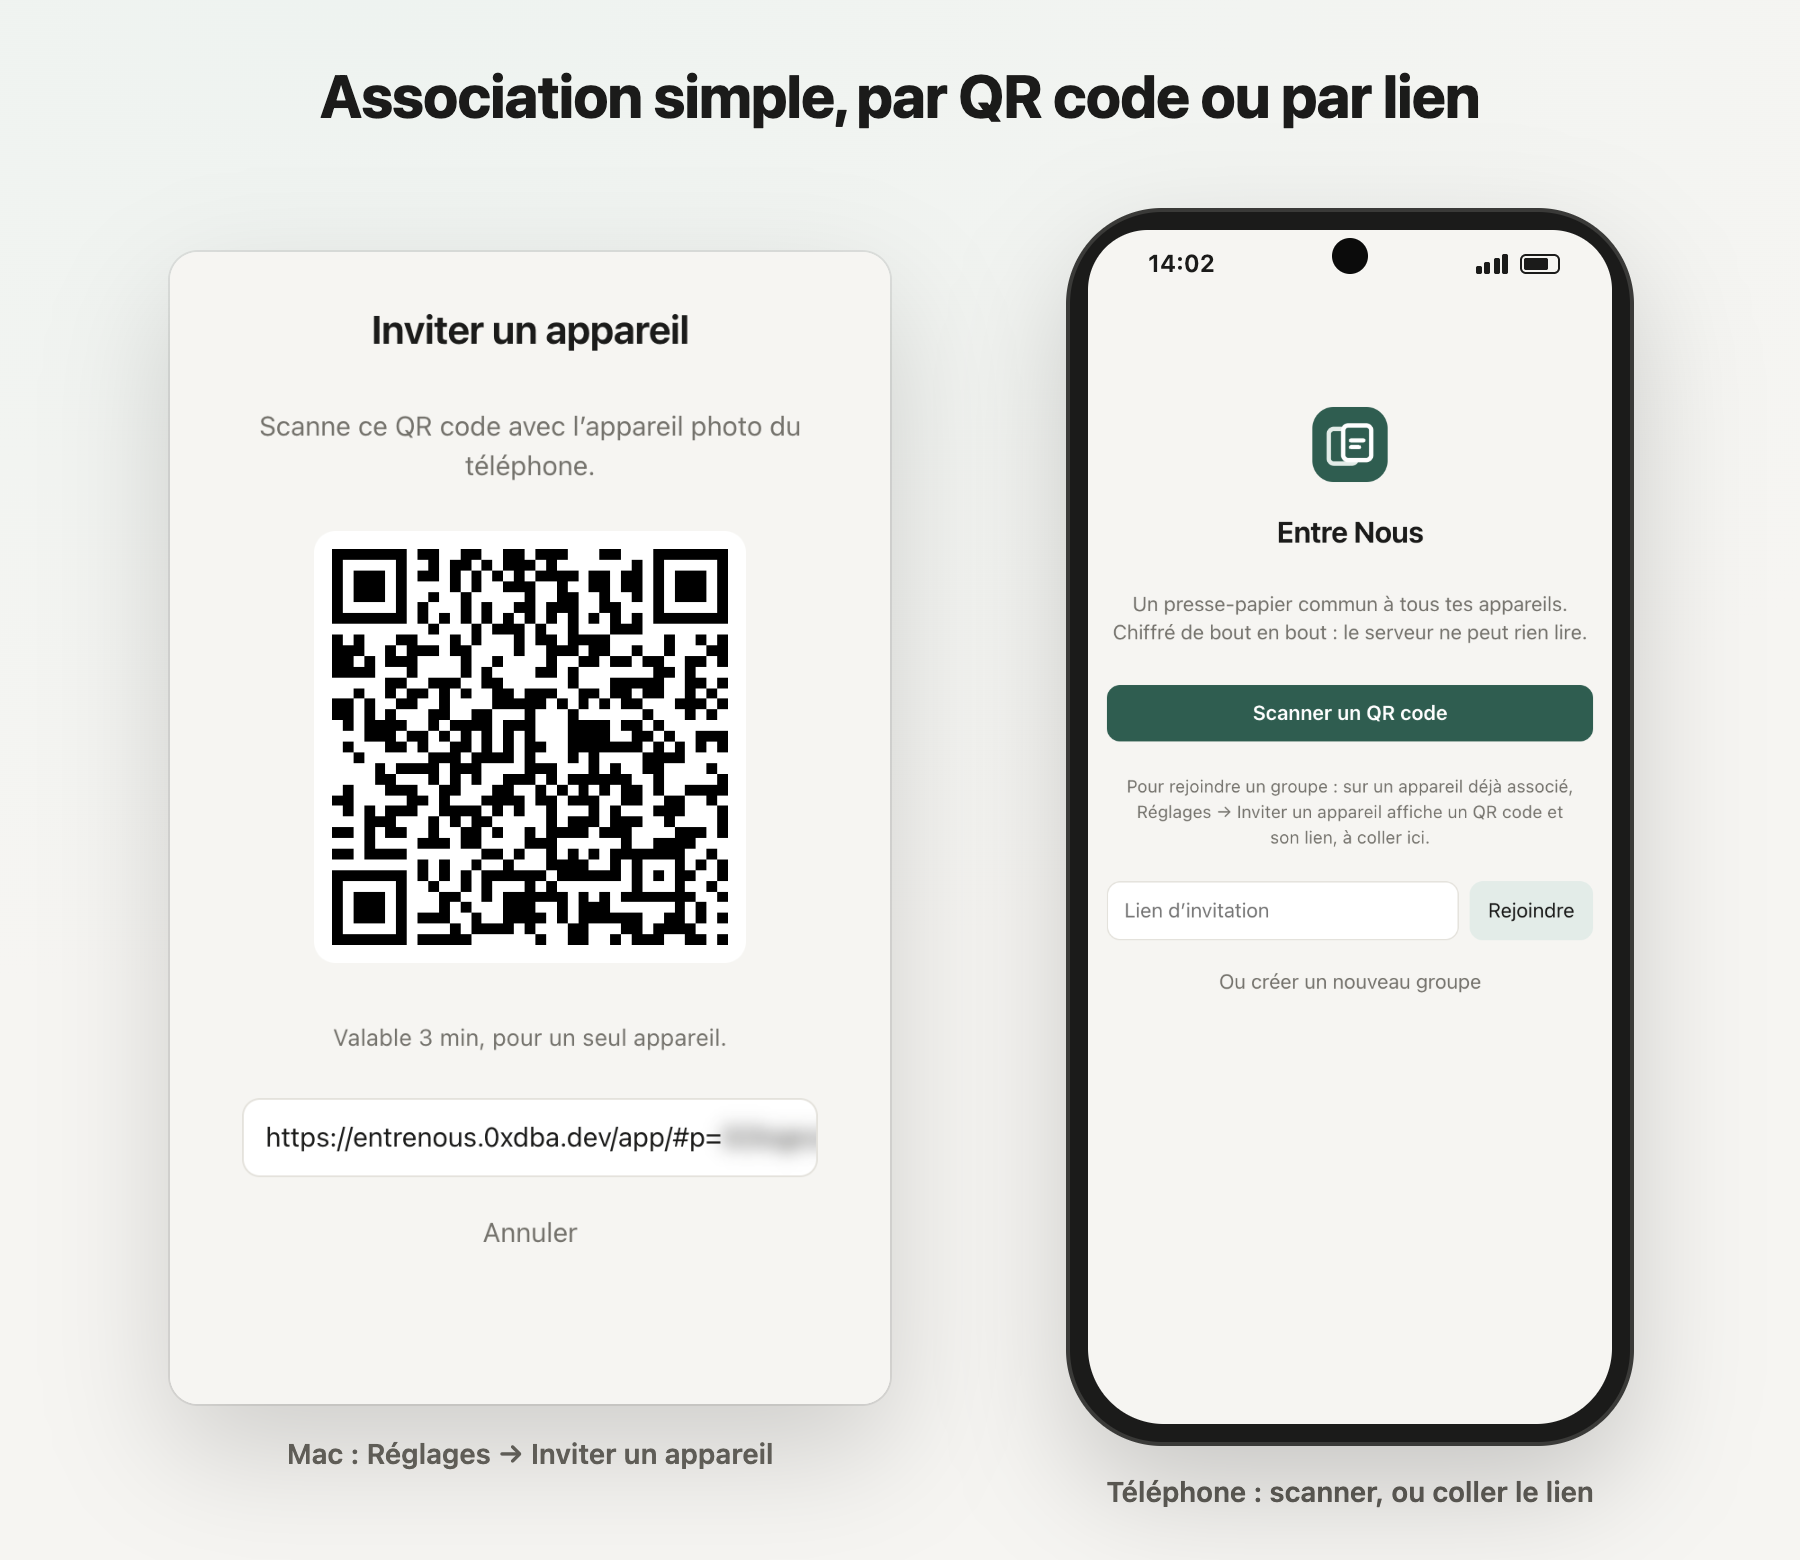 Association simple, par QR code ou par lien
Inviter un appareil
Scanne ce QR code avec l’appareil photo du
téléphone.
Valable 3 min, pour un seul appareil.
https://entrenous.0xdba.dev/app/#p=
Annuler
Mac : Réglages → Inviter un appareil
14:02
Entre Nous
Un presse-papier commun à tous tes appareils.
Chiffré de bout en bout : le serveur ne peut rien lire.
Scanner un QR code
Pour rejoindre un groupe : sur un appareil déjà associé,
Réglages → Inviter un appareil affiche un QR code et
son lien, à coller ici.
Lien d’invitation
Rejoindre
Ou créer un nouveau groupe
Téléphone : scanner, ou coller le lien